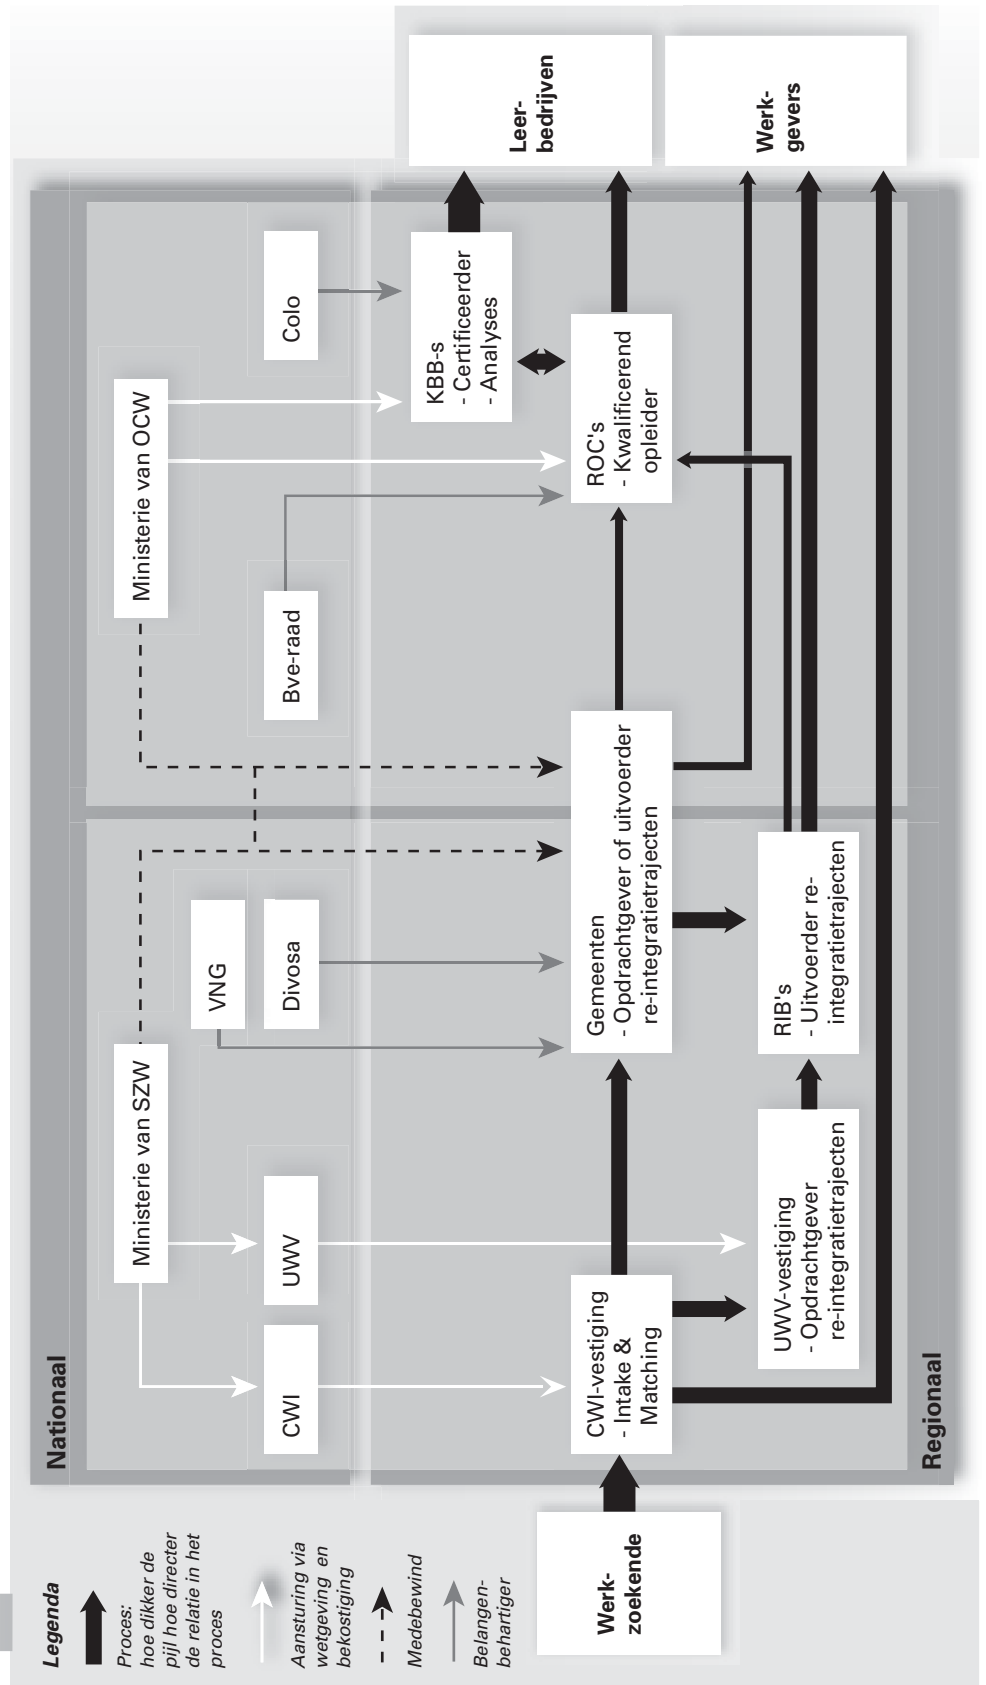 Legenda
Proces:
hoe dikker de
pijl hoe directer
de relatie in het
proces
Aansturing via
wetgeving en
bekostiging
Medebewind
Belangen-
behartiger
Nationaal
Ministerie van SZW
Ministerie van OCW
VNG
CWI
UWV
Divosa
Bve-raad
Colo
KBB-s
- Certificeerder
- Analyses
Leer-
bedrijven
Werk-
zoekende
CWI-vestiging
- Intake &
Matching
Gemeenten
- Opdrachtgever of uitvoerder
re-integratietrajecten
ROC's
- Kwalificerend
opleider
Werk-
gevers
UWV-vestiging
- Opdrachtgever
re-integratietrajecten
RIB's
- Uitvoerder re-
integratietrajecten
Regionaal